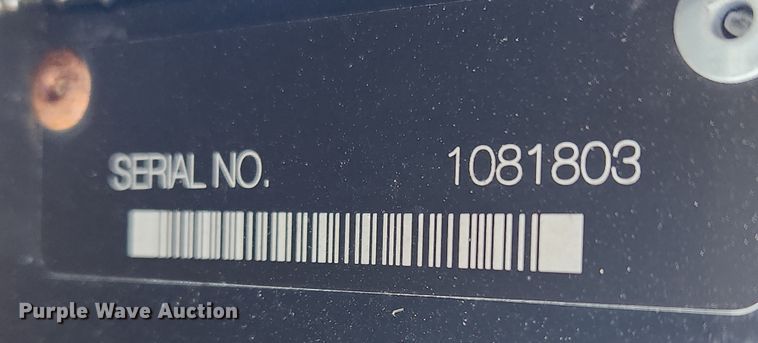 SERIAL NO. 1081803
Purple Wave Auction